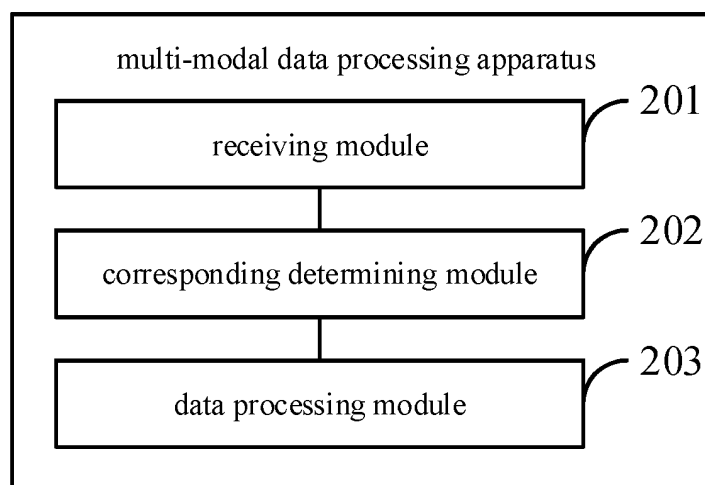 multi-modal data processing apparatus
201
receiving module
202
corresponding determining module
203
data processing module